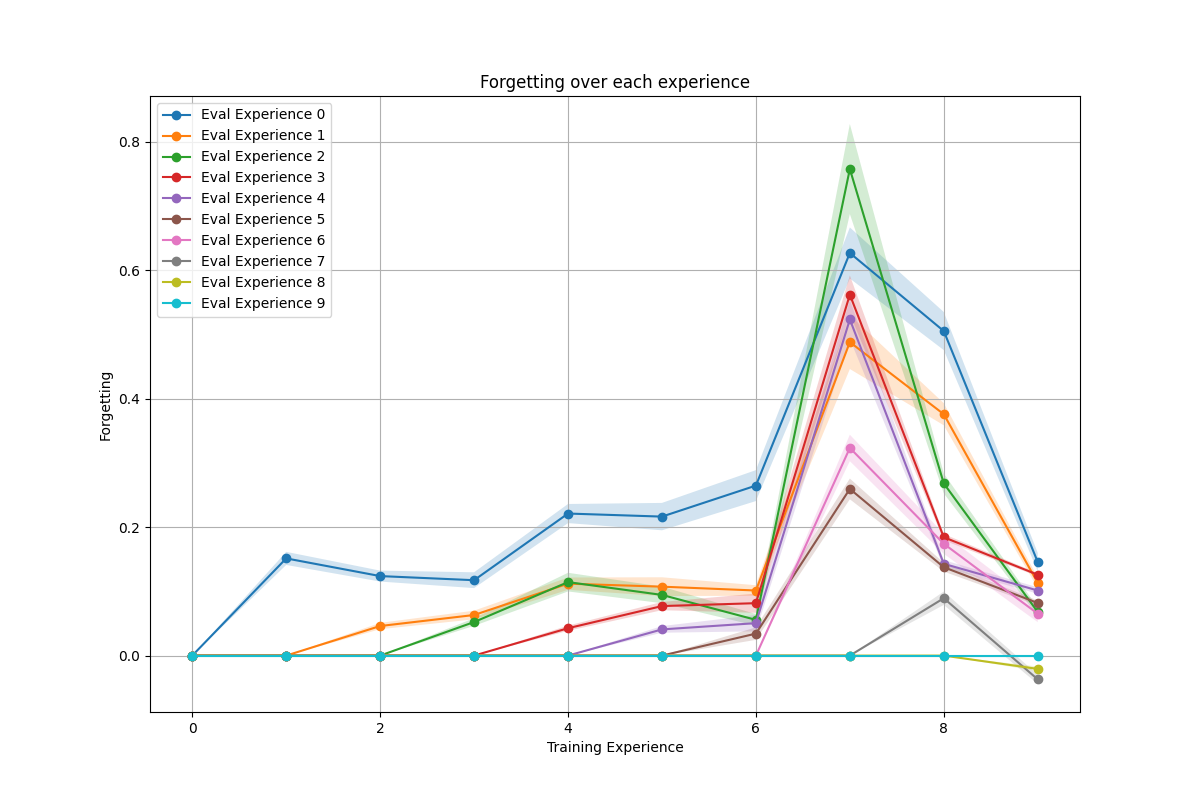 Forgetting over each experience
Eval Experience 0
Eval Experience 1
Eval Experience 2
Eval Experience 3
Eval Experience 4
Eval Experience 5
Eval Experience 6
Eval Experience 7
Eval Experience 8
Eval Experience 9
Forgetting
0.8
0.6
0.4
0.2
0.0
0 2 4 6 8
Training Experience